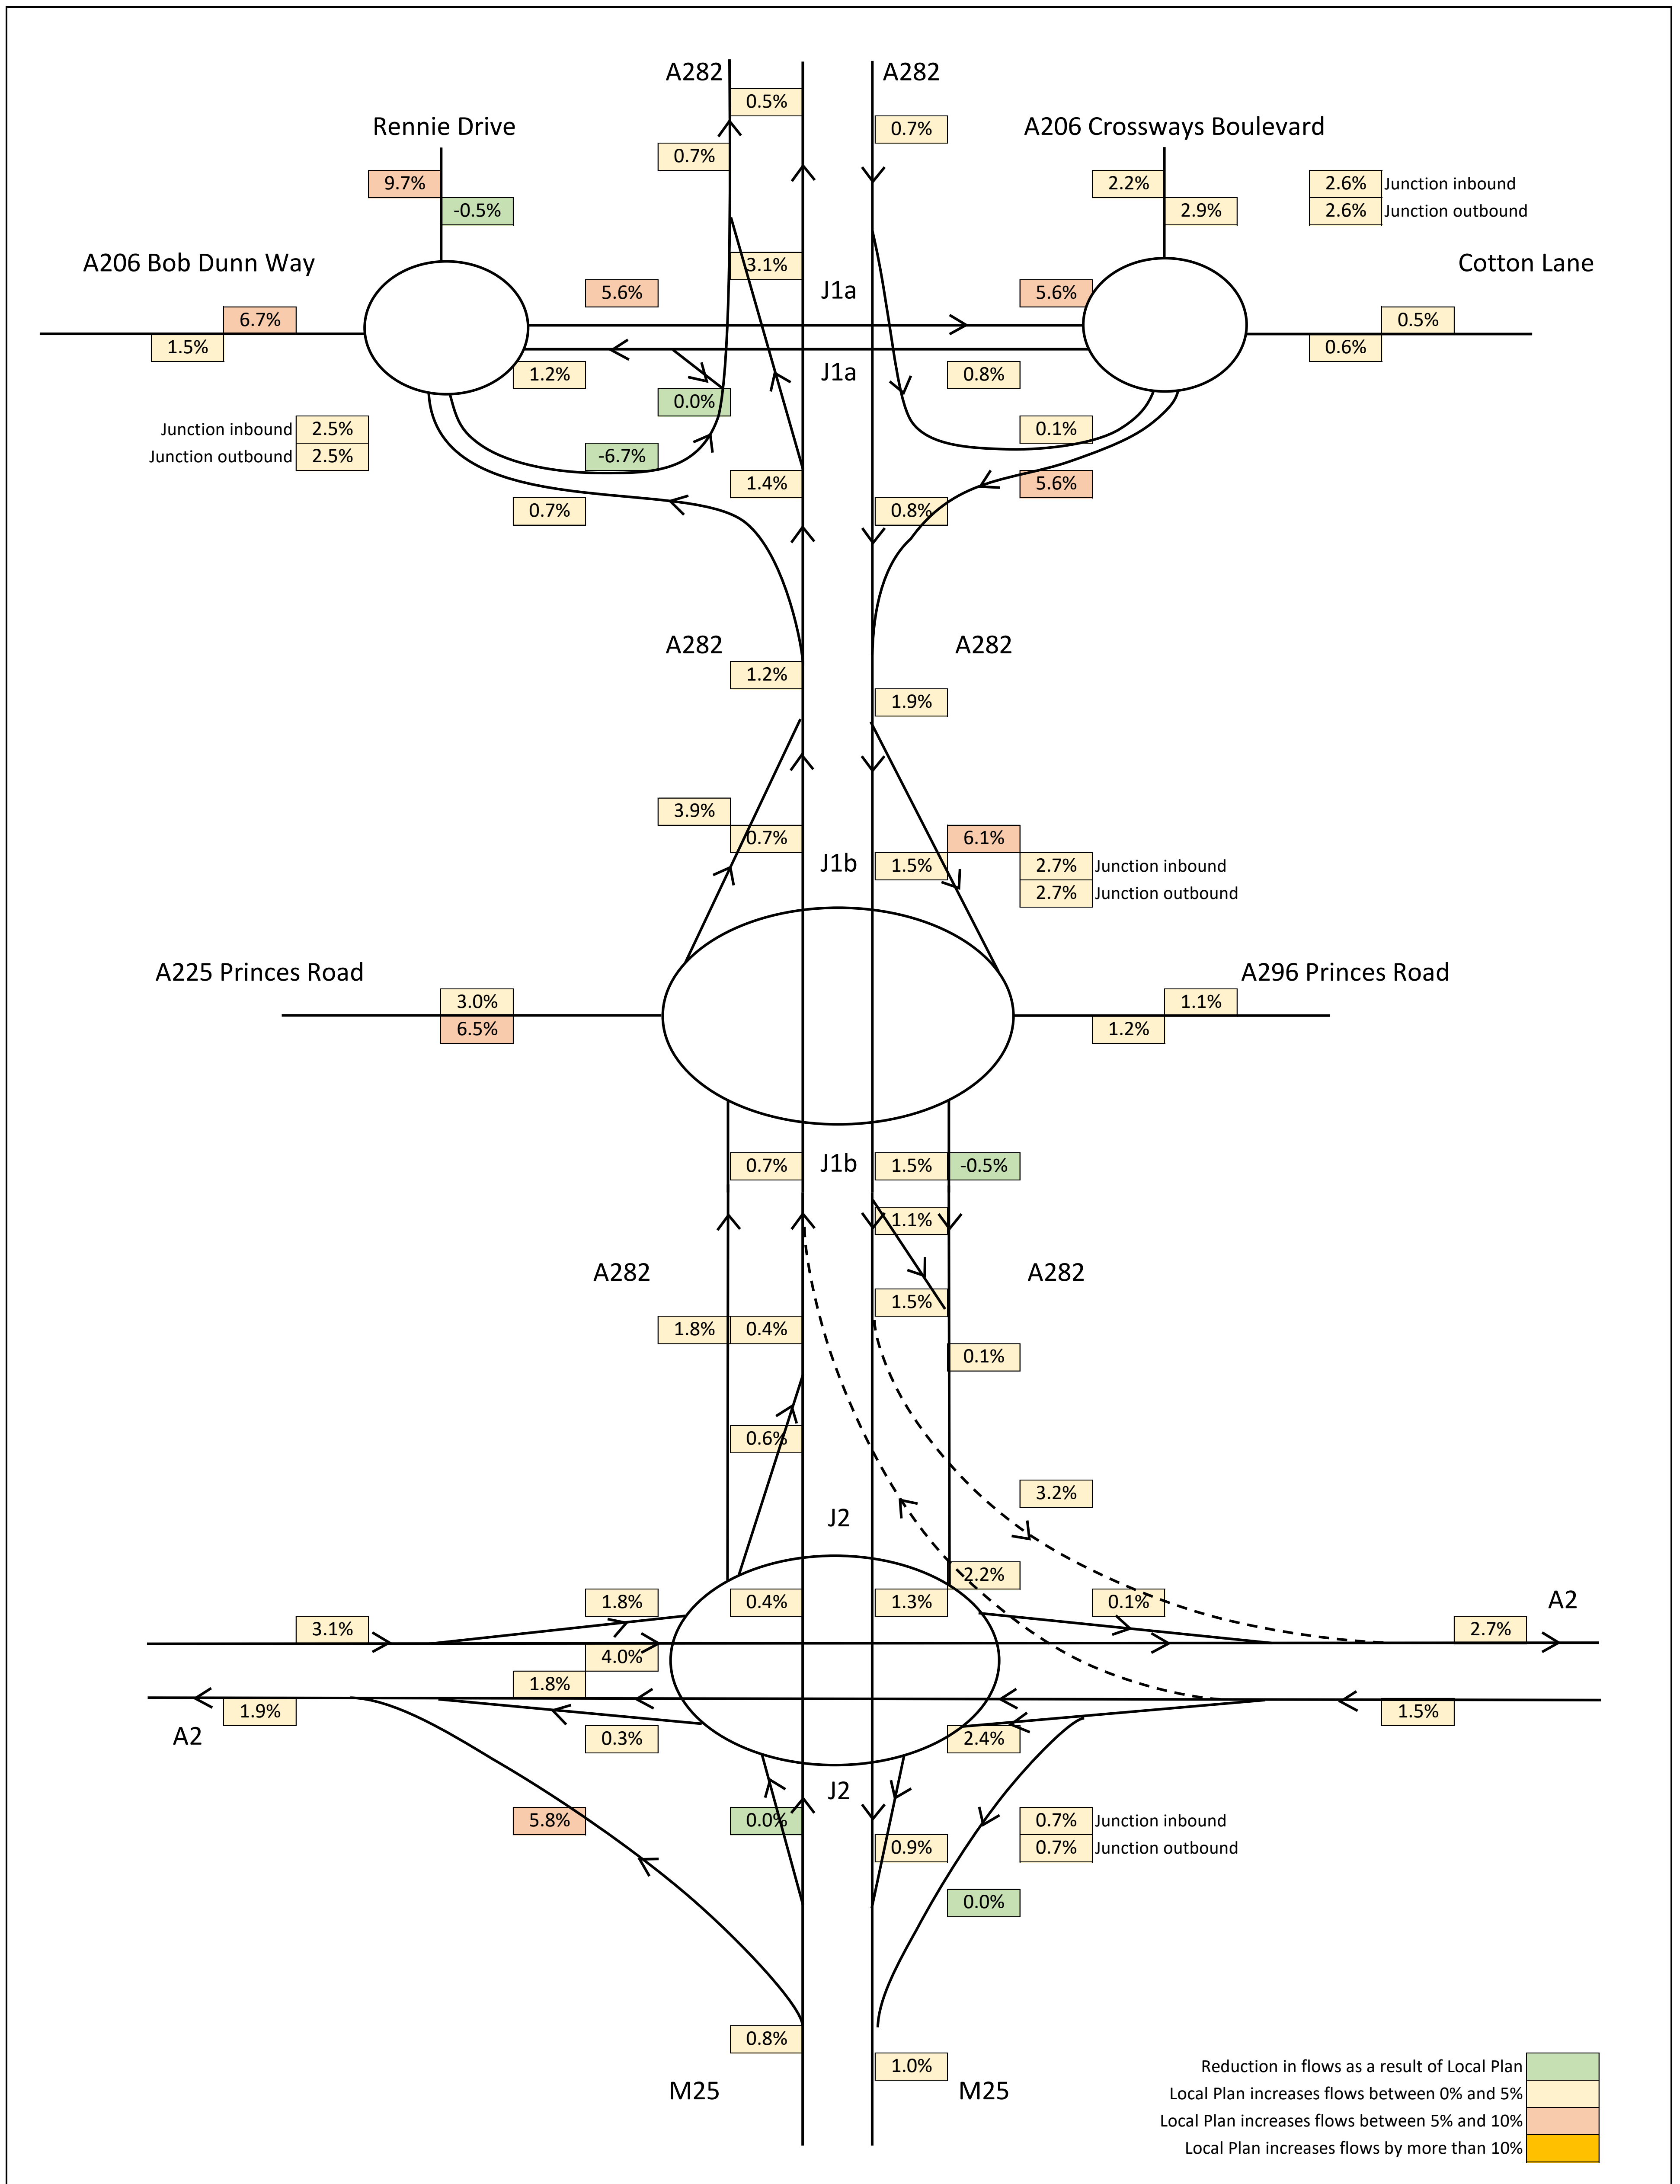 A282
A282
0.5%
0.7%
Rennie Drive
A206 Crossways Boulevard
0.7%
9.7%
2.2%
2.6% Junction inbound
-0.5%
2.9%
2.6% Junction outbound
A206 Bob Dunn Way
3.1%
Cotton Lane
5.6%
J1a
5.6%
6.7%
0.5%
1.5%
0.6%
1.2%
J1a
0.8%
0.0%
Junction inbound 2.5%
0.1%
Junction outbound 2.5%
-6.7%
1.4%
5.6%
0.7%
0.8%
A282
A282
1.2%
1.9%
3.9%
0.7%
6.1%
J1b
1.5%
2.7% Junction inbound
2.7% Junction outbound
A225 Princes Road
A296 Princes Road
3.0%
1.1%
6.5%
1.2%
0.7%
J1b
1.5%
-0.5%
1.1%
A282
A282
1.5%
1.8%
0.4%
0.1%
0.6%
3.2%
J2
2.2%
1.8%
0.4%
1.3%
0.1%
A2
3.1%
2.7%
4.0%
1.8%
1.9%
1.5%
A2
0.3%
2.4%
J2
5.8%
0.0%
0.7% Junction inbound
0.9%
0.7% Junction outbound
0.0%
0.8%
1.0%
M25
M25
Reduction in flows as a result of Local Plan
Local Plan increases flows between 0% and 5%
Local Plan increases flows between 5% and 10%
Local Plan increases flows by more than 10%